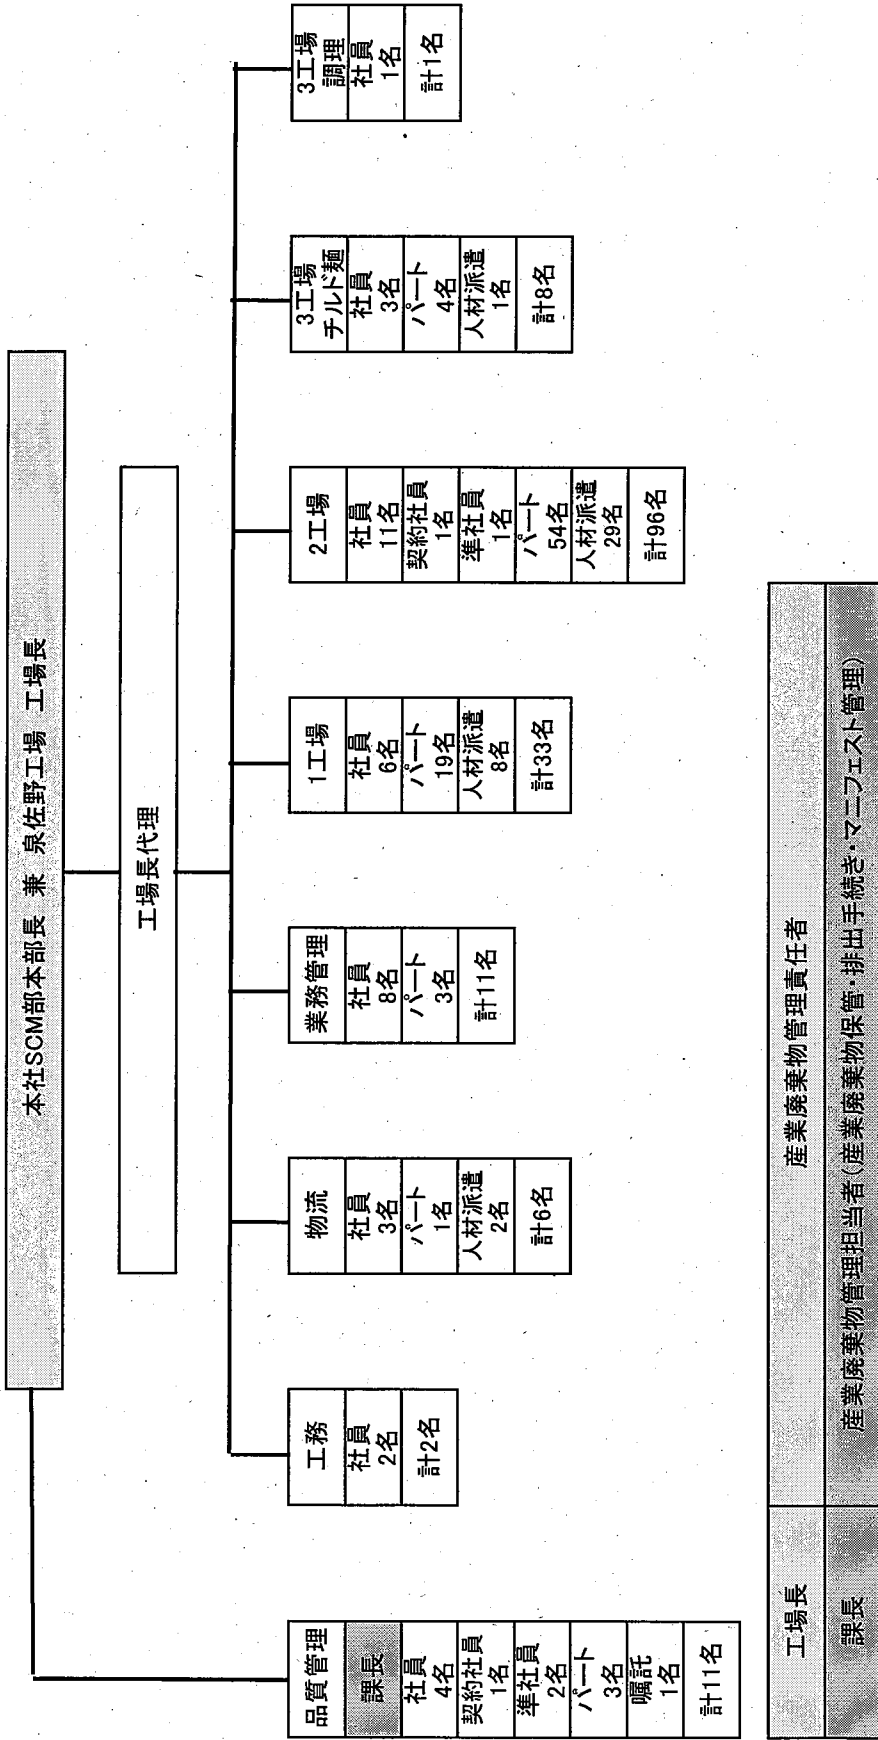 本社SCM部本部長 兼 泉佐野工場 工場長
工場長代理
品質管理
課長
社員
4名
契約社員
1名
準社員
2名
パート
3名
嘱託
1名
計11名
工務
社員
2名
計2名
物流
社員
3名
パート
1名
人材派遣
2名
計6名
業務管理
社員
8名
パート
3名
計11名
1工場
社員
6名
パート
19名
人材派遣
8名
計33名
2工場
社員
11名
契約社員
1名
準社員
1名
パート
54名
人材派遣
29名
計96名
3工場
チルド麺
社員
3名
パート
4名
人材派遣
1名
計8名
3工場
調理
社員
1名
計1名
工場長 産業廃棄物管理責任者
課長 産業廃棄物管理担当者(産業廃棄物保管・排出手続き・マニフェスト管理)